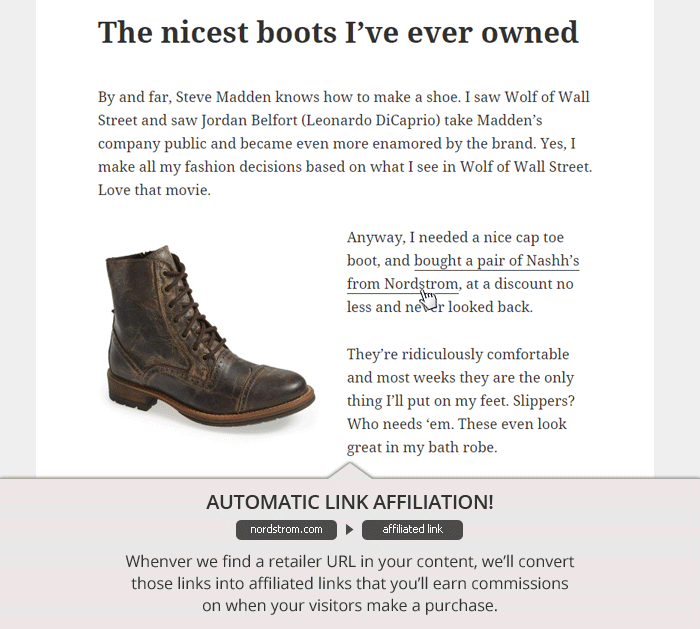 The nicest boots I’ve ever owned
By and far, Steve Madden knows how to make a shoe. I saw Wolf of Wall
Street and saw Jordan Belfort (Leonardo DiCaprio) take Madden’s
company public and became even more enamored by the brand. Yes, I
make all my fashion decisions based on what I see in Wolf of Wall Street.
Love that movie.
Anyway, I needed a nice cap toe
boot, and bought a pair of Nashh’s
from Nordstrom, at a discount no
less and never looked back.
They’re ridiculously comfortable
and most weeks they are the only
thing I’ll put on my feet. Slippers?
Who needs ‘em. These even look
great in my bath robe.
AUTOMATIC LINK AFFILIATION!
nordstrom.com affiliated link
Whenver we find a retailer URL in your content, we’ll convert
those links into affiliated links that you’ll earn commissions
on when your visitors make a purchase.